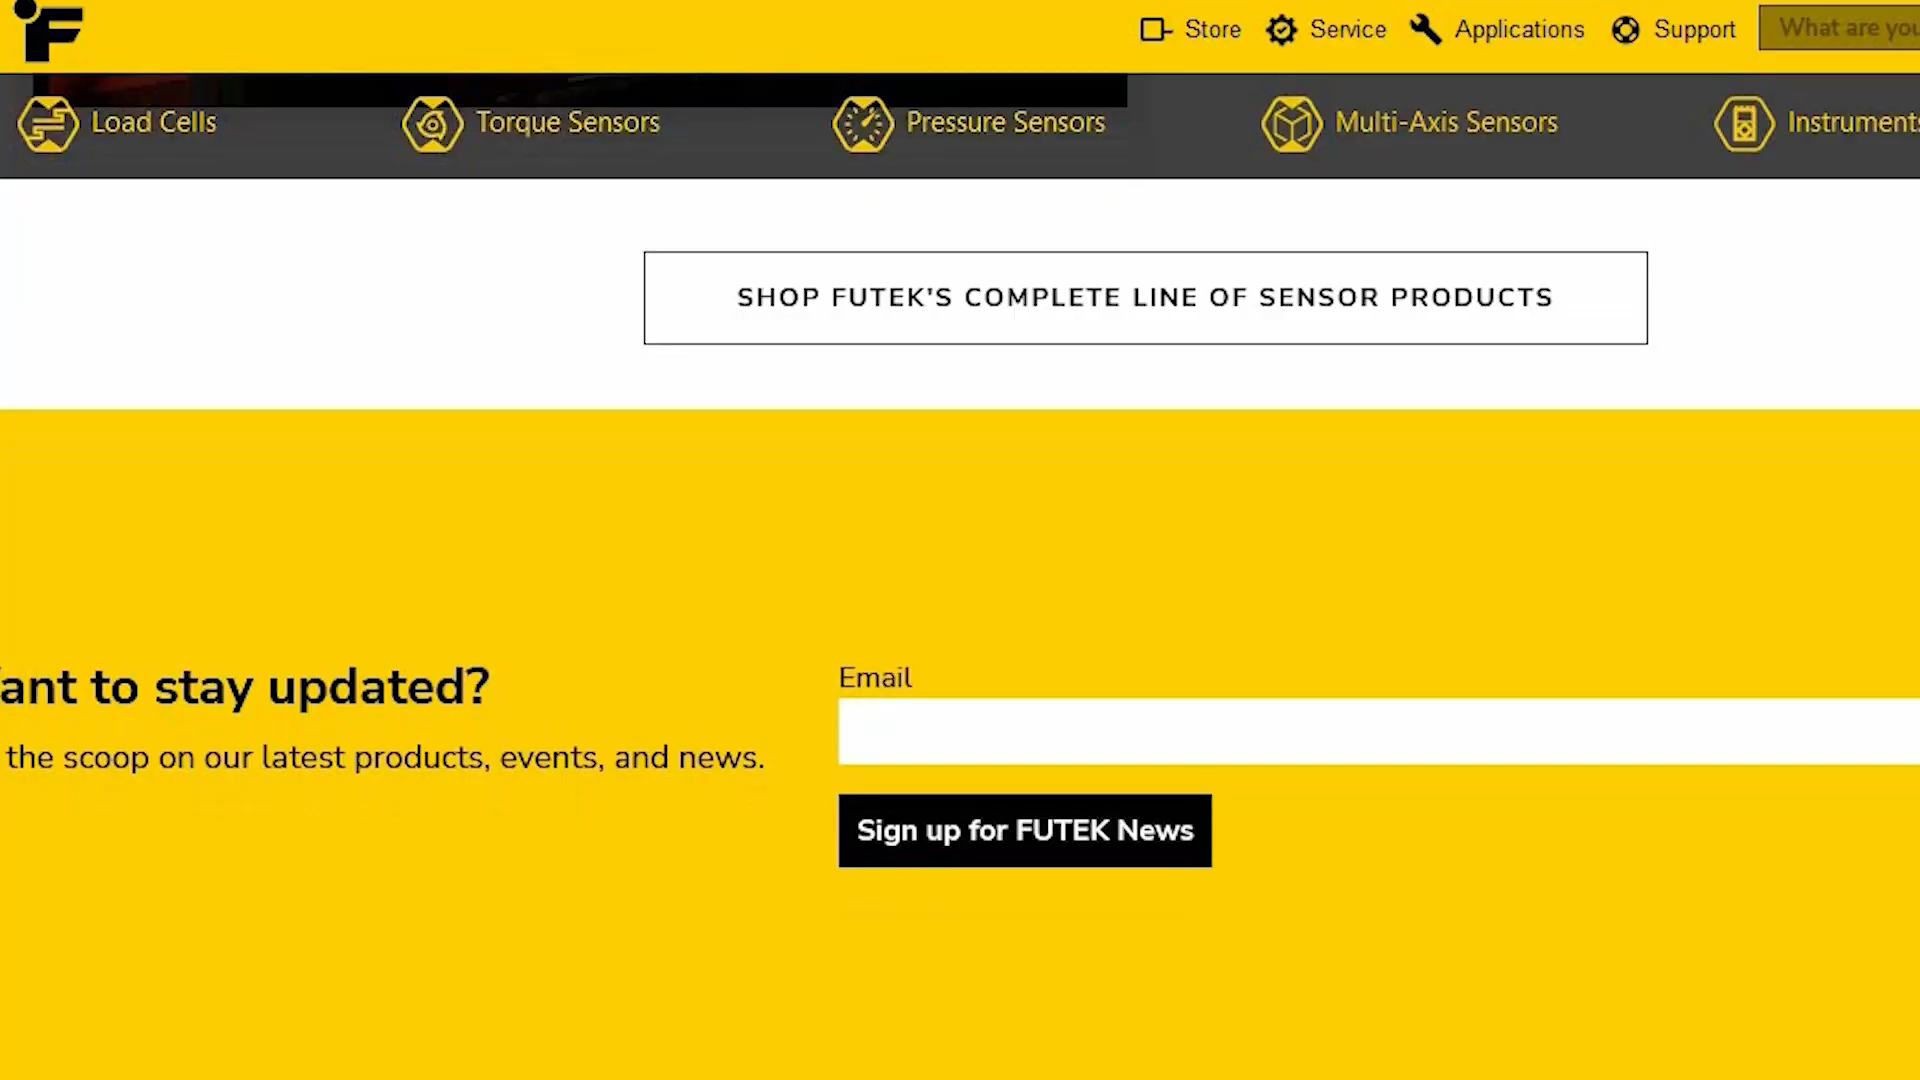 Store Service Applications Support What are you
Load Cells Torque Sensors Pressure Sensors Multi-Axis Sensors Instruments
SHOP FUTEK'S COMPLETE LINE OF SENSOR PRODUCTS
ant to stay updated?
the scoop on our latest products, events, and news.
Email
Sign up for FUTEK News